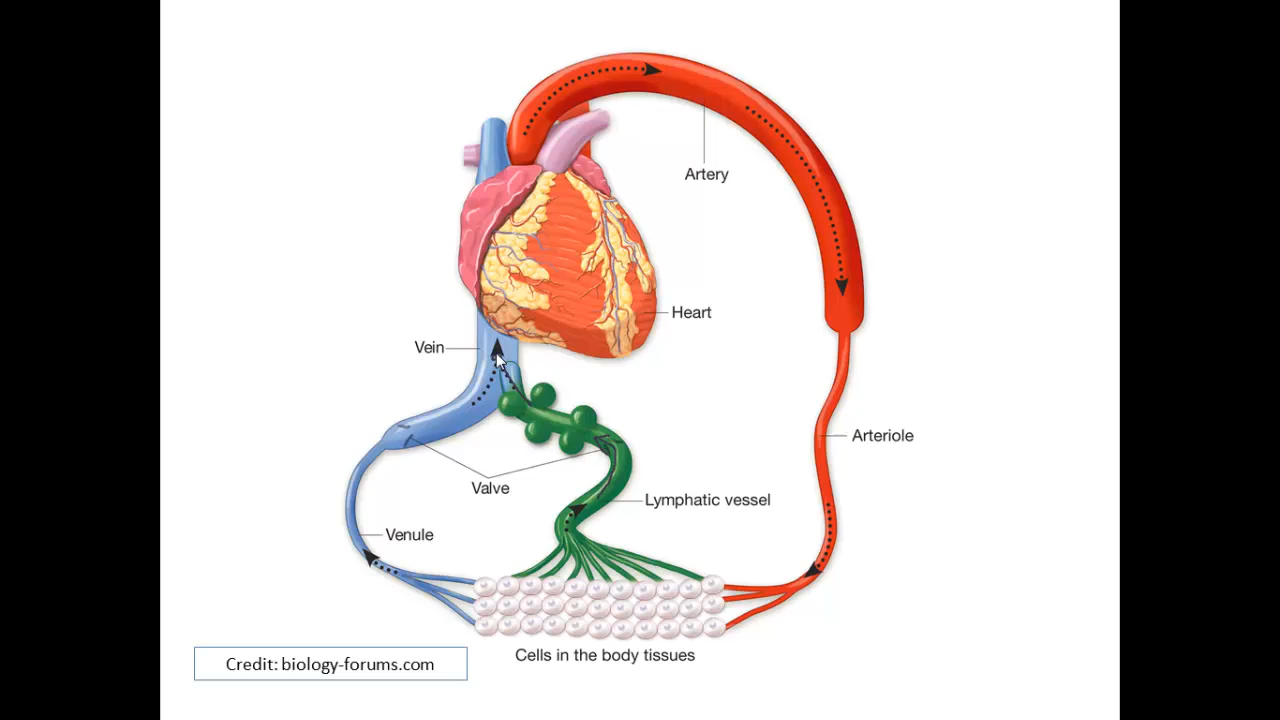 Artery
Heart
Vein
Arteriole
Valve
Lymphatic vessel
Venule
Cells in the body tissues
Credit: biology-forums.com